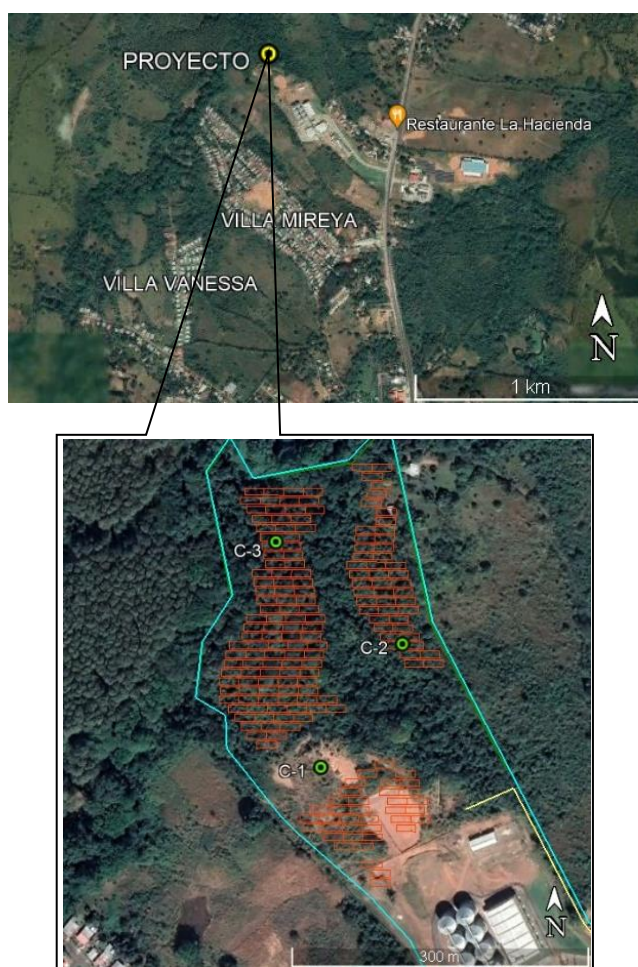 PROYECTO
Restaurante La Hacienda
VILLA MIREYA
VILLA VANESSA
N
1 km
C-3
C-2
C-1
N
300 m